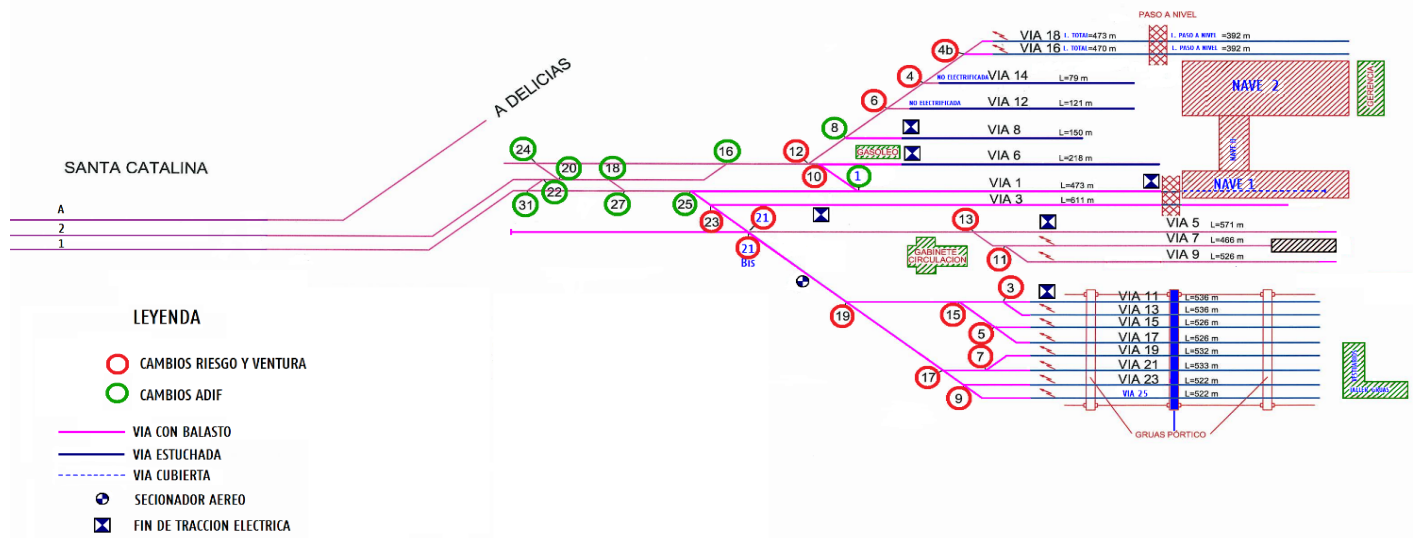 PASO A NIVEL
VIA 18 L. TOTAL=473 m L. PASO A NIVEL =392m
VIA 16 L. TOTAL=470 m L. PASO A NIVEL =392m
4b
4
NO ELECTRIFICADA VIA 14 L=79 m
NAVE 2
GERENCIA
6
NO ELECTRIFICADA VIA 12 L=121 m
A DELICIAS
8
VIA 8 L=150 m
24
16
12
GASOLEO
VIA 6 L=218 m
SANTA CATALINA
20
18
10
1
VIA 1 L=473 m
NAVE 1
31
22
27
25
VIA 3 L=611 m
A
2
1
23
21
21
Bis
13
VIA 5 L=571 m
VIA 7 L=466 m
VIA 9 L=526 m
GABINETE
CIRCULACION
11
3
VIA 11 L=536 m
VIA 13 L=536 m
VIA 15 L=526 m
VIA 17 L=526 m
VIA 19 L=532 m
VIA 21 L=533 m
VIA 23 L=522 m
VIA 25 L=522 m
19
15
5
7
17
9
TALLER GRUAS
GRUAS PORTICO
LEYENDA
CAMBIOS RIESGO Y VENTURA
CAMBIOS ADIF
VIA CON BALASTO
VIA ESTUCHADA
VIA CUBIERTA
SECIONADOR AEREO
FIN DE TRACCION ELECTRICA